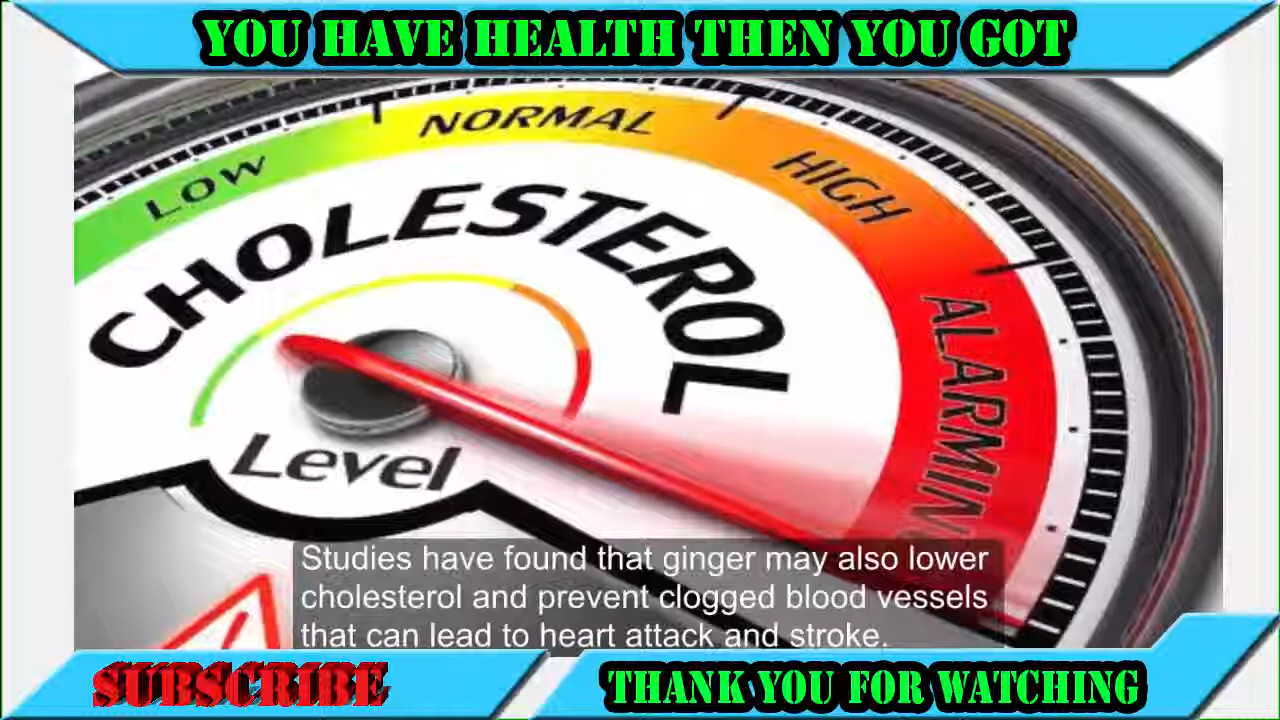 YOU HAVE HEALTH THEN YOU GOT
LOW
NORMAL
HIGH
CHOLESTEROL
Level
Studies have found that ginger may also lower
cholesterol and prevent clogged blood vessels
that can lead to heart attack and stroke.
SUBSCRIBE
THANK YOU FOR WATCHING